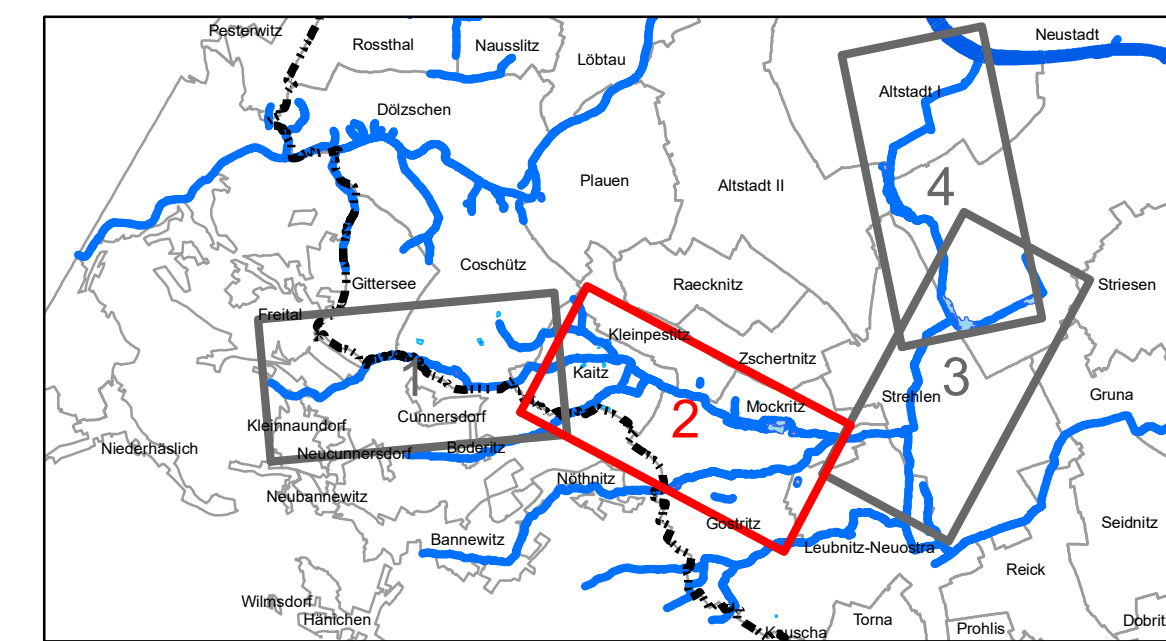 Pesterwitz
Rossthal
Nausslitz
Löbtau
Neustadt
Altstadt I
Dölzschen
Plauen
Altstadt II
4
Coschütz
Gittersee
Raecknitz
Striesen
Freital
Kleinpestitz
Zschertnitz
Kaitz
1
3
Strehlen
Gruna
Mockritz
2
Cunnersdorf
Kleinnaundorf
Niederhäslich
Neucunnersdorf
Boderitz
Nöthnitz
Neubannewitz
Gostritz
Seidnitz
Bannewitz
Leubnitz-Neuostra
Reick
Wilmsdorf
Hänichen
Torna
Prohlis
Dobrit
Kauscha